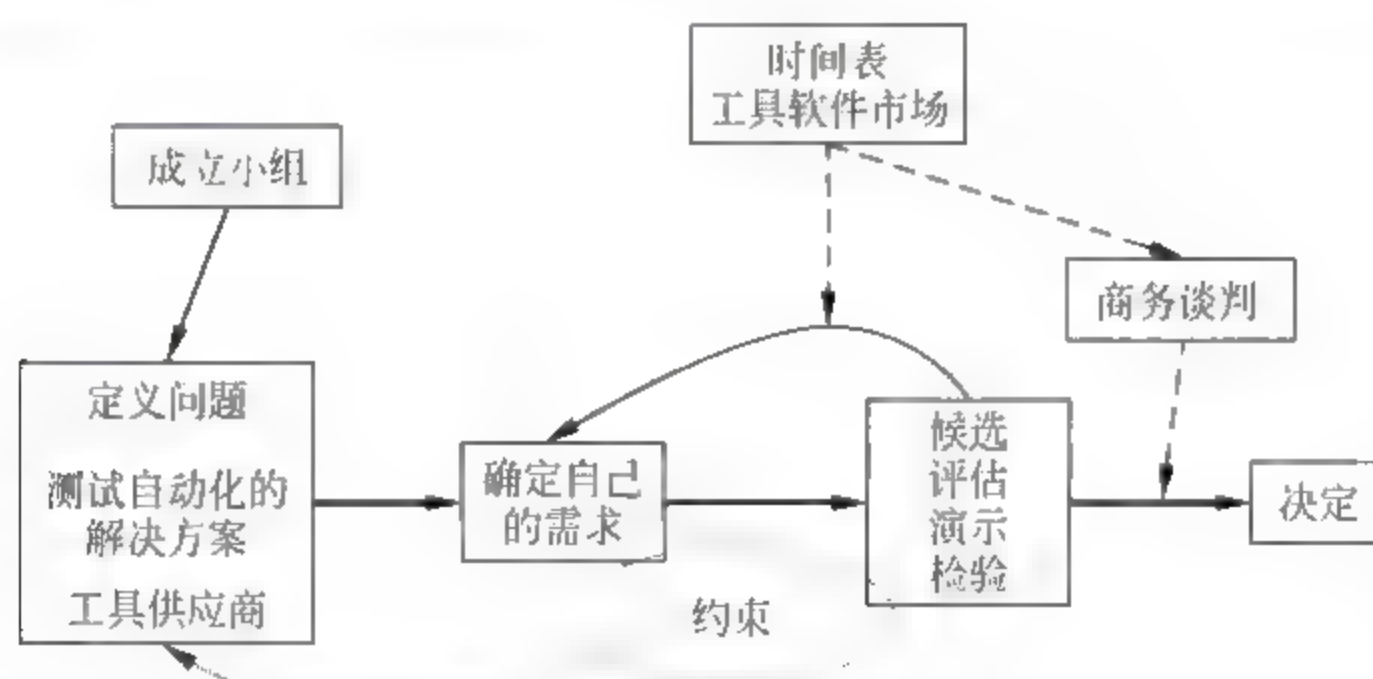 时间表
工具软件市场
成立小组
商务谈判
定义问题
测试自动化的
解决方案
工具供应商
确定自己
的需求
候选
评估
演示
检验
决定
约束